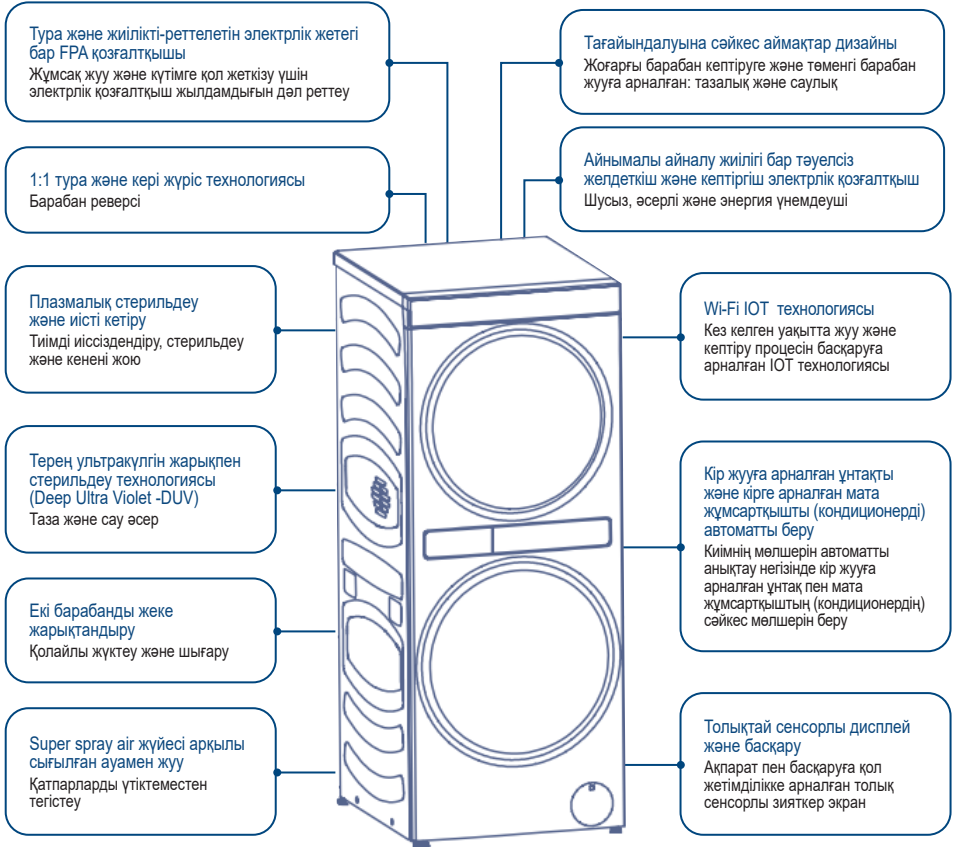 Тура және жиілікті-реттелетін электрлік жетегі
бар FPA қозғалтқышы
Жұмсақ жуу және күтімге қол жеткізу үшін
электрлік қозғалтқыш жылдамдығын дәл реттеу
1:1 тура және кері жүріс технологиясы
Барабан реверсі
Плазмалық стерильдеу
және иісті кетіру
Тиімді иіссіздендіру, стерильдеу
және кенені жою
Терең ультракүлгін жарықпен
стерильдеу технологиясы
(Deep Ultra Violet -DUV)
Таза және сау әсер
Екі барабанды жеке
жарықтандыру
Қолайлы жүктеу және шығару
Super spray air жүйесі арқылы
сығылған ауамен жуу
Қатпарларды үтіктеместен
тегістеу
Тағайындалуына сәйкес аймақтар дизайны
Жоғарғы барабан кептіруге және төменгі барабан
жууға арналған: тазалық және саулық
Айнымалы айналу жиілігі бар тәуелсіз
желдеткіш және кептіргіш электрлік қозғалтқыш
Шусыз, әсерлі және энергия үнемдеуші
Wi-Fi IOT технологиясы
Кез келген уақытта жуу және
кептіру процесін басқаруға
арналған IOT технологиясы
Кір жууға арналған ұнтақты
және кірге арналған мата
жұмсартқышты (кондиционерді)
автоматты беру
Киімнің мөлшерін автоматты
анықтау негізінде кір жууға
арналған ұнтақ пен мата
жұмсартқыштың (кондиционердің)
сәйкес мөлшерін беру
Толықтай сенсорлы дисплей
және басқару
Ақпарат пен басқаруға қол
жетімділікке арналған толық
сенсорлы зияткер экран